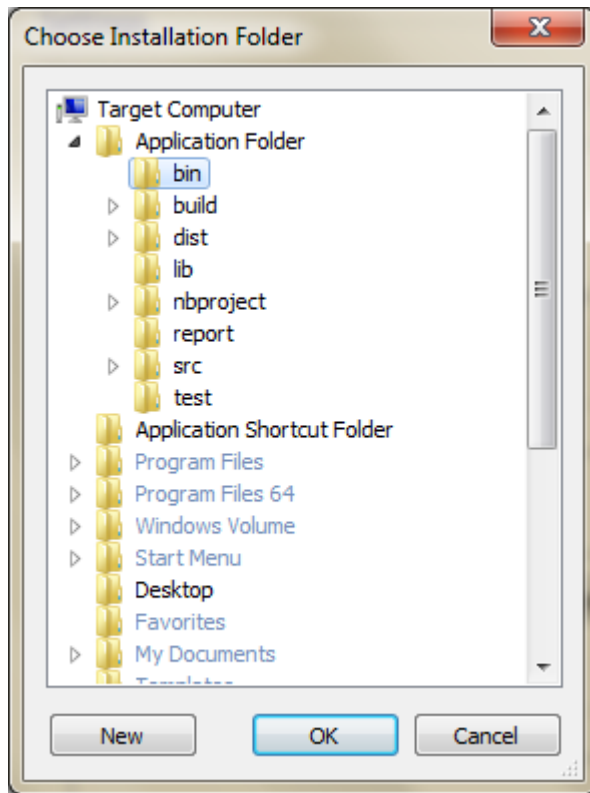 Choose Installation Folder
Target Computer
Application Folder
bin
build
dist
lib
nbproject
report
src
test
Application Shortcut Folder
Program Files
Program Files 64
Windows Volume
Start Menu
Desktop
Favorites
My Documents
New
OK
Cancel